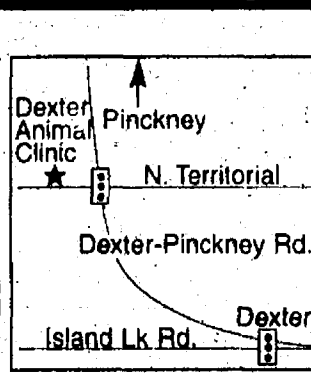 Dexter
Animal
Clinic
Pinckney
N. Territorial
Dexter-Pinckney Rd.
Dexter
Island Lk Rd.